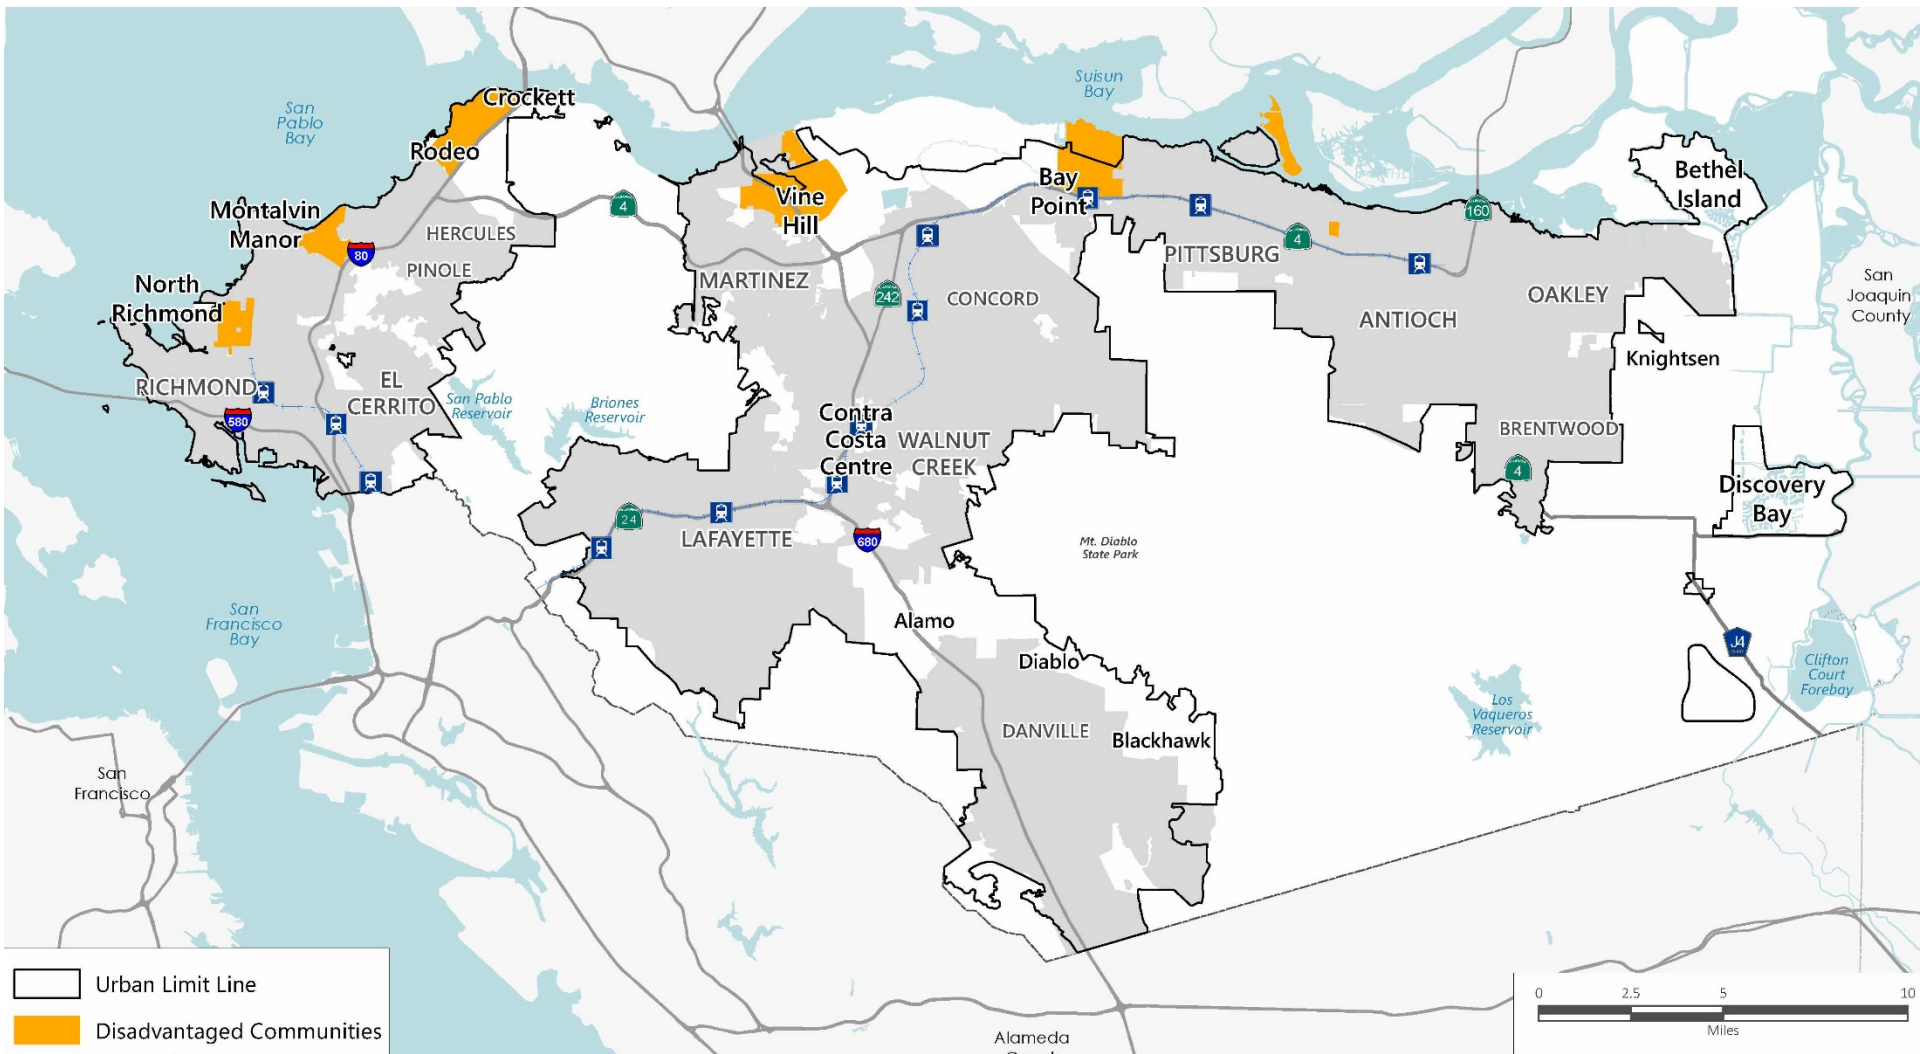 Suisun
Bay
Crockett
San
Pablo
Bay
Rodeo
Vine
Hill
Bay
Point
Bethel
Island
160
4
Montalvin
Manor
HERCULES
80
PINOLE
4
PITTSBURG
MARTINEZ
242
CONCORD
OAKLEY
San
Joaquin
County
North
Richmond
ANTIOCH
Knightsen
RICHMOND
EL
CERRITO
580
San Pablo
Reservoir
Briones
Reservoir
Contra
Costa
Centre
WALNUT
CREEK
BRENTWOOD
4
Discovery
Bay
24
LAFAYETTE
680
Mt. Diablo
State Park
San
Francisco
Bay
Alamo
Diablo
J4
Clifton
Court
Forebay
Los
Vaqueros
Reservoir
DANVILLE
Blackhawk
San
Francisco
Urban Limit Line
Disadvantaged Communities
0 2.5 5 10
Miles
Alameda